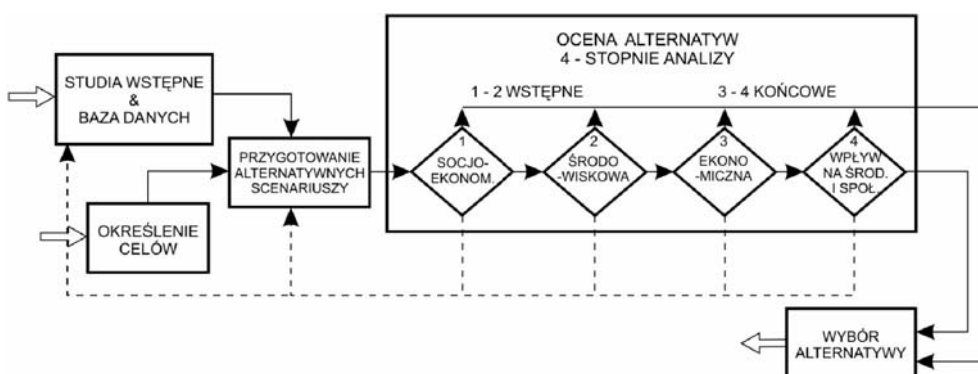 OCENA ALTERNATYW
4 - STOPNIE ANALIZY
1 - 2 WSTĘPNE
3 - 4 KOŃCOWE
STUDIA WSTĘPNE
&
BAZA DANYCH
OKREŚLENIE
CELÓW
PRZYGOTOWANIE
ALTERNATYWNYCH
SCENARIUSZY
1
SOCJO-
EKONOM.
2
ŚRODO
-WISKOWA
3
EKONO
-MICZNA
4
WPŁYW
NA ŚROD.
I SPOŁ.
WYBÓR
ALTERNATYWY